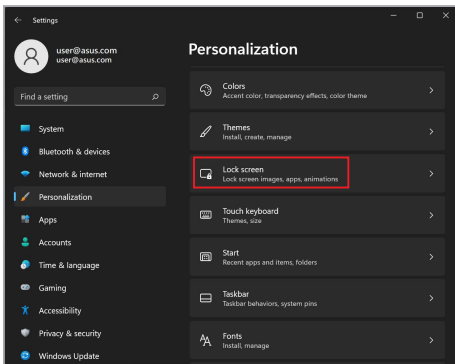 Settings
user@asus.com
user@asus.com
Find a setting
System
Bluetooth & devices
Network & internet
Personalization
Apps
Accounts
Time & language
Gaming
Accessibility
Privacy & security
Windows Update
Personalization
Colors
Accent color, transparency effects, color theme
Themes
Install, create, manage
Lock screen
Lock screen images, apps, animations
Touch keyboard
Themes, size
Start
Recent apps and items, folders
Taskbar
Taskbar behaviors, system pins
Fonts
Install, manage